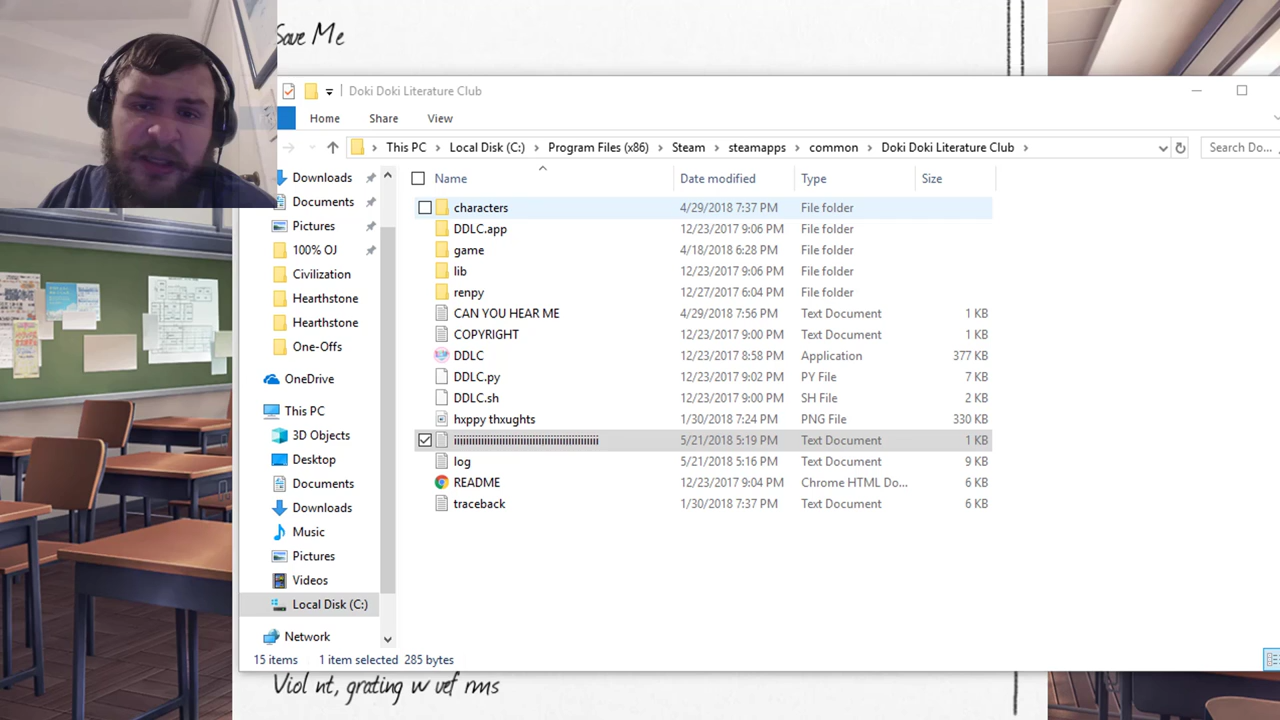 Save Me
Doki Doki Literature Club
Home Share View
This PC > Local Disk (C:) > Program Files (x86) > Steam > steamapps > common > Doki Doki Literature Club >
Search Do...
Name Date modified Type Size
Downloads
Documents
Pictures
100% OJ
Civilization
Hearthstone
Hearthstone
One-Offs
OneDrive
This PC
3D Objects
Desktop
Documents
Downloads
Music
Pictures
Videos
Local Disk (C:)
Network
characters 4/29/2018 7:37 PM File folder
DDLC.app 12/23/2017 9:06 PM File folder
game 4/18/2018 6:28 PM File folder
lib 12/23/2017 9:06 PM File folder
renpy 12/27/2017 6:04 PM File folder
CAN YOU HEAR ME 4/29/2018 7:56 PM Text Document 1 KB
COPYRIGHT 12/23/2017 9:00 PM Text Document 1 KB
DDLC 12/23/2017 8:58 PM Application 377 KB
DDLC.py 12/23/2017 9:02 PM PY File 7 KB
DDLC.sh 12/23/2017 9:00 PM SH File 2 KB
hxppy thxughts 1/30/2018 7:24 PM PNG File 330 KB
5/21/2018 5:19 PM Text Document 1 KB
log 5/21/2018 5:16 PM Text Document 9 KB
README 12/23/2017 9:04 PM Chrome HTML Do... 6 KB
traceback 1/30/2018 7:37 PM Text Document 6 KB
15 items 1 item selected 285 bytes
Viol nt, grating w vef rms